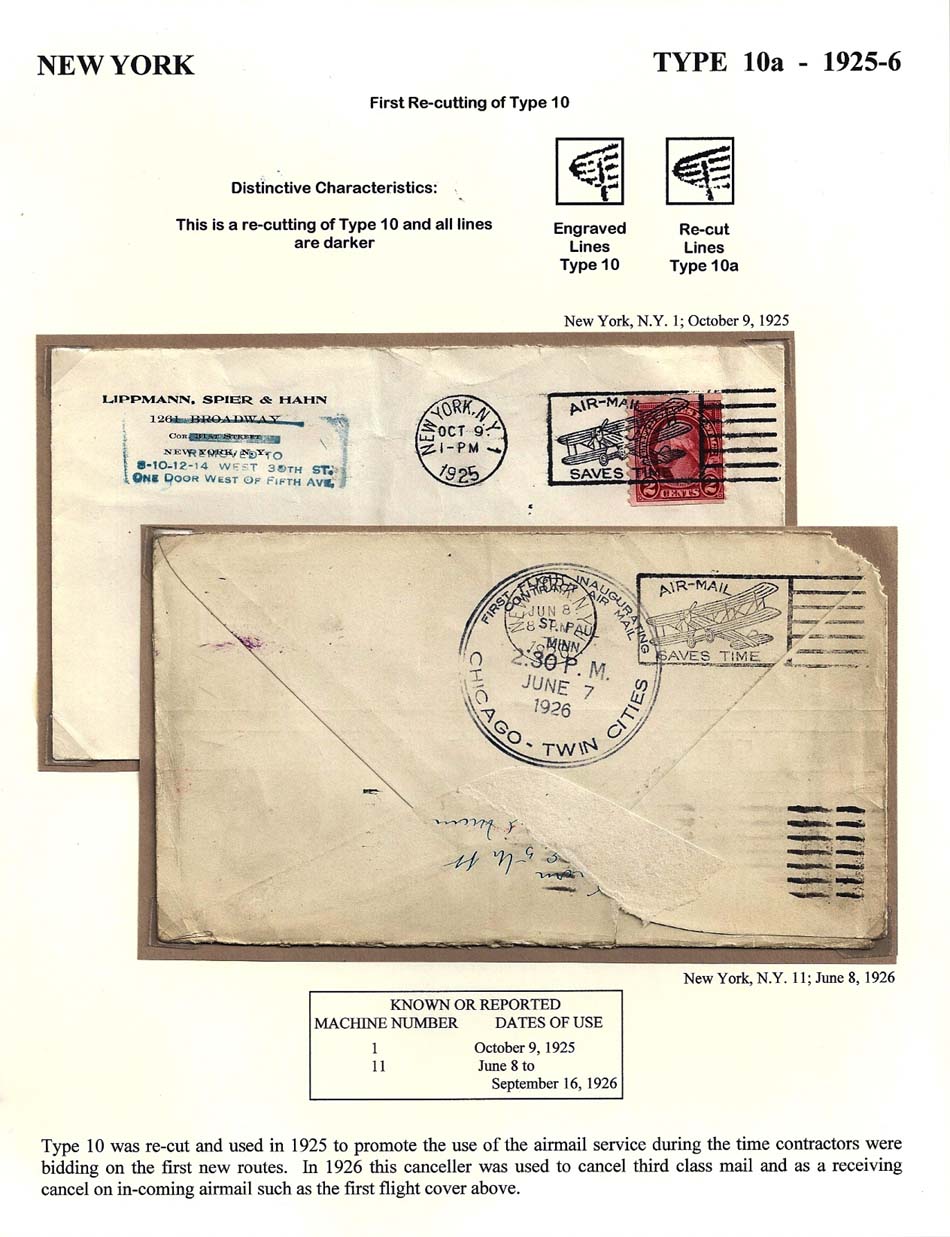 NEW YORK
TYPE 10a - 1925-6
First Re-cutting of Type 10
Distinctive Characteristics:
This is a re-cutting of Type 10 and all lines
are darker
Engraved
Lines
Type 10
Re-cut
Lines
Type 10a
New York, N.Y. 1; October 9, 1925
LIPPMANN, SPIER & HAHN
1261 BROADWAY
COR. 31ST STREET
NEW YORK, N.Y.
REMOVED TO
8-10-12-14 WEST 30TH ST.
ONE DOOR WEST OF FIFTH AVE.
NEW YORK, N.Y. 1
OCT 9
1-PM
1925
AIR-MAIL
SAVES TIME
2 CENTS 2
FIRST FLIGHT INAUGURATING
CONTRACT AIR MAIL
NEW YORK, N.Y.
JUN 8
8 PM
ST. PAUL
MINN.
2:30 P.M.
JUNE 7
1926
CHICAGO - TWIN CITIES
AIR-MAIL
SAVES TIME
New York, N.Y. 11; June 8, 1926
KNOWN OR REPORTED
MACHINE NUMBER DATES OF USE
1 October 9, 1925
11 June 8 to
September 16, 1926
Type 10 was re-cut and used in 1925 to promote the use of the airmail service during the time contractors were
bidding on the first new routes. In 1926 this canceller was used to cancel third class mail and as a receiving
cancel on in-coming airmail such as the first flight cover above.